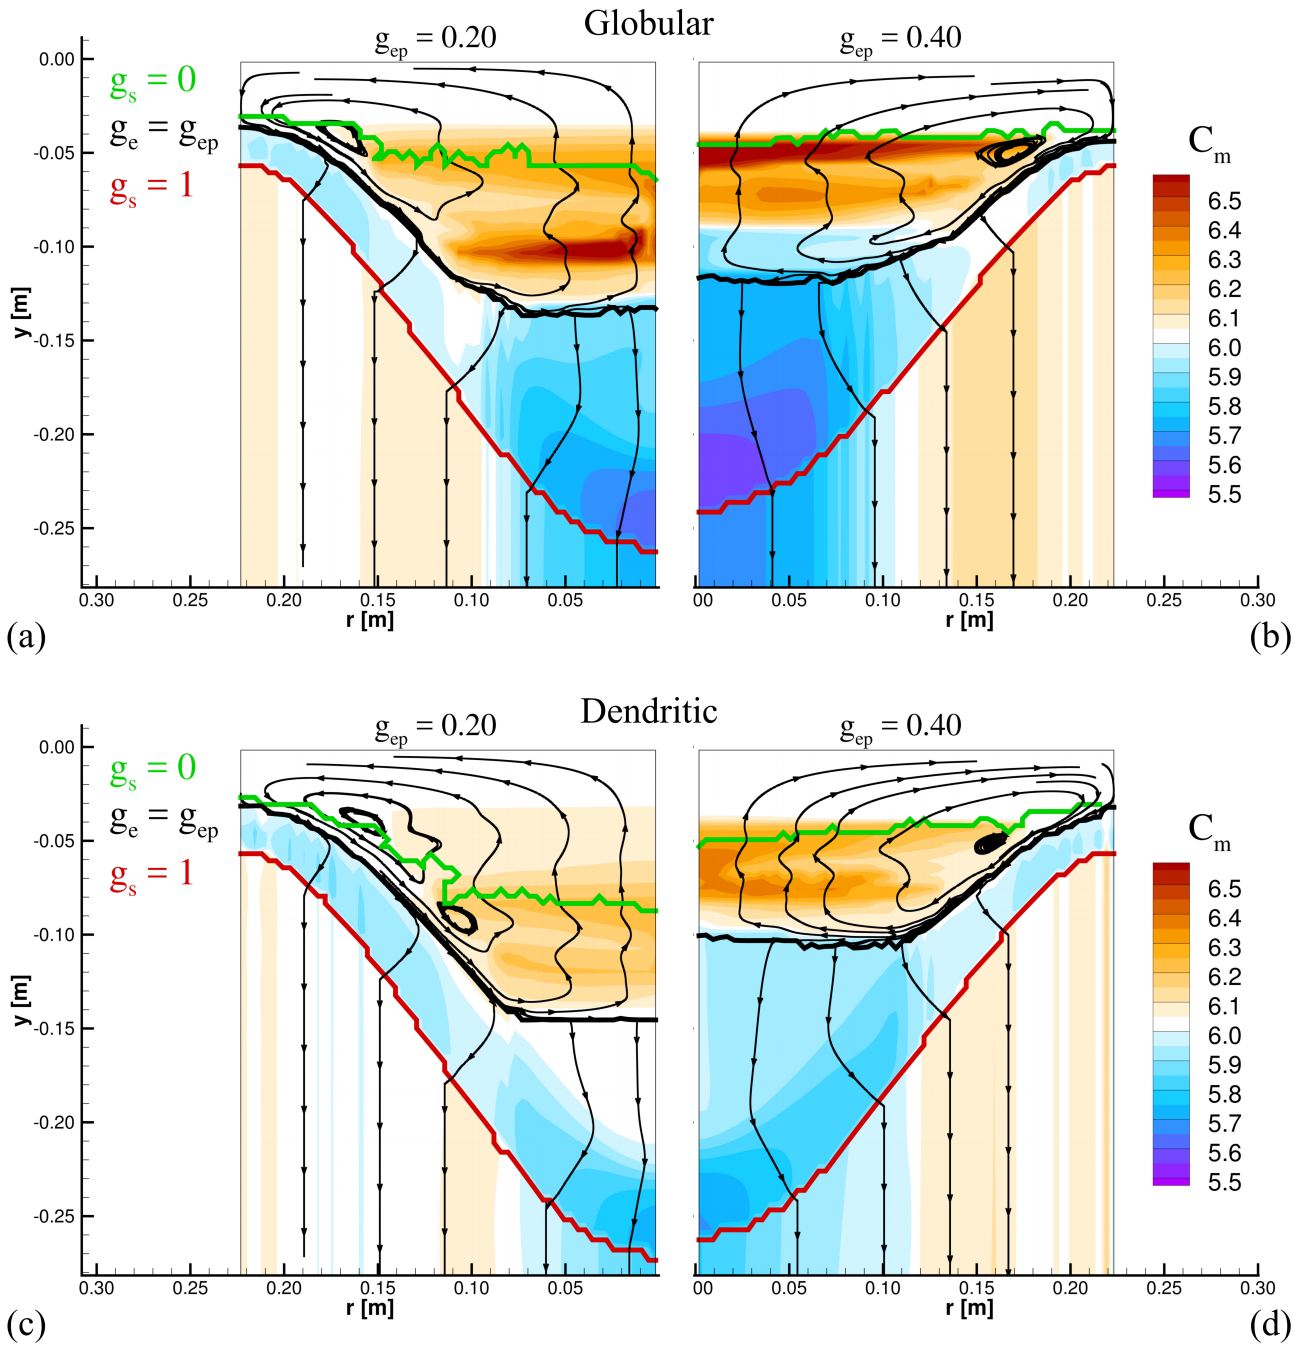 Globular
g_ep = 0.20
g_ep = 0.40
0.00
-0.05
-0.10
-0.15
-0.20
-0.25
y [m]
g_s = 0
g_e = g_ep
g_s = 1
C_m
6.5
6.4
6.3
6.2
6.1
6.0
5.9
5.8
5.7
5.6
5.5
0.30 0.25 0.20 0.15 0.10 0.05
00 0.05 0.10 0.15 0.20 0.25 0.30
r [m]
r [m]
(a)
(b)
Dendritic
g_ep = 0.20
g_ep = 0.40
0.00
-0.05
-0.10
-0.15
-0.20
-0.25
y [m]
g_s = 0
g_e = g_ep
g_s = 1
C_m
6.5
6.4
6.3
6.2
6.1
6.0
5.9
5.8
5.7
5.6
5.5
0.30 0.25 0.20 0.15 0.10 0.05
00 0.05 0.10 0.15 0.20 0.25 0.30
r [m]
r [m]
(c)
(d)